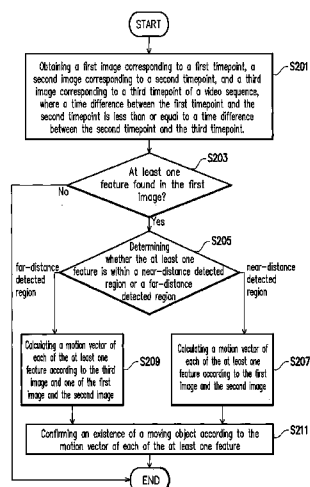 START
S201
Obtaining a first image corresponding to a first timepoint, a
second image corresponding to a second timepoint, and a third
image corresponding to a third timepoint of a video sequence,
where a time difference between the first timepoint and
the second timepoint is less than or equal to a time difference
between the second timepoint and the third timepoint.
S203
At least one
feature found in the first
image?
No
Yes
S205
Determining
whether the at least one
feature is within a near-distance detected
region or a far-distance
detected region
far-distance
detected
region
near-distance
detected
region
Calculating a motion vector of
each of the at least one
feature according to the third
image and one of the first
image and the second image
S209
Calculating a motion vector of
each of the at least one
feature according to the first
image and the second image
S207
Confirming an existence of a moving object according to the
motion vector of each of the at least one feature
S211
END